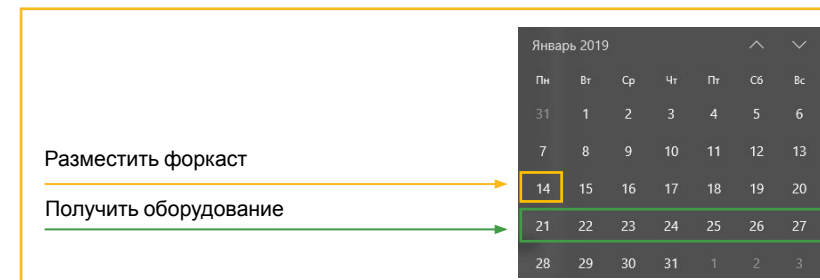 Январь 2019
Пн Вт Ср Чт Пт Сб Вс
31 1 2 3 4 5 6
7 8 9 10 11 12 13
Разместить форкаст
14 15 16 17 18 19 20
Получить оборудование
21 22 23 24 25 26 27
28 29 30 31 1 2 3